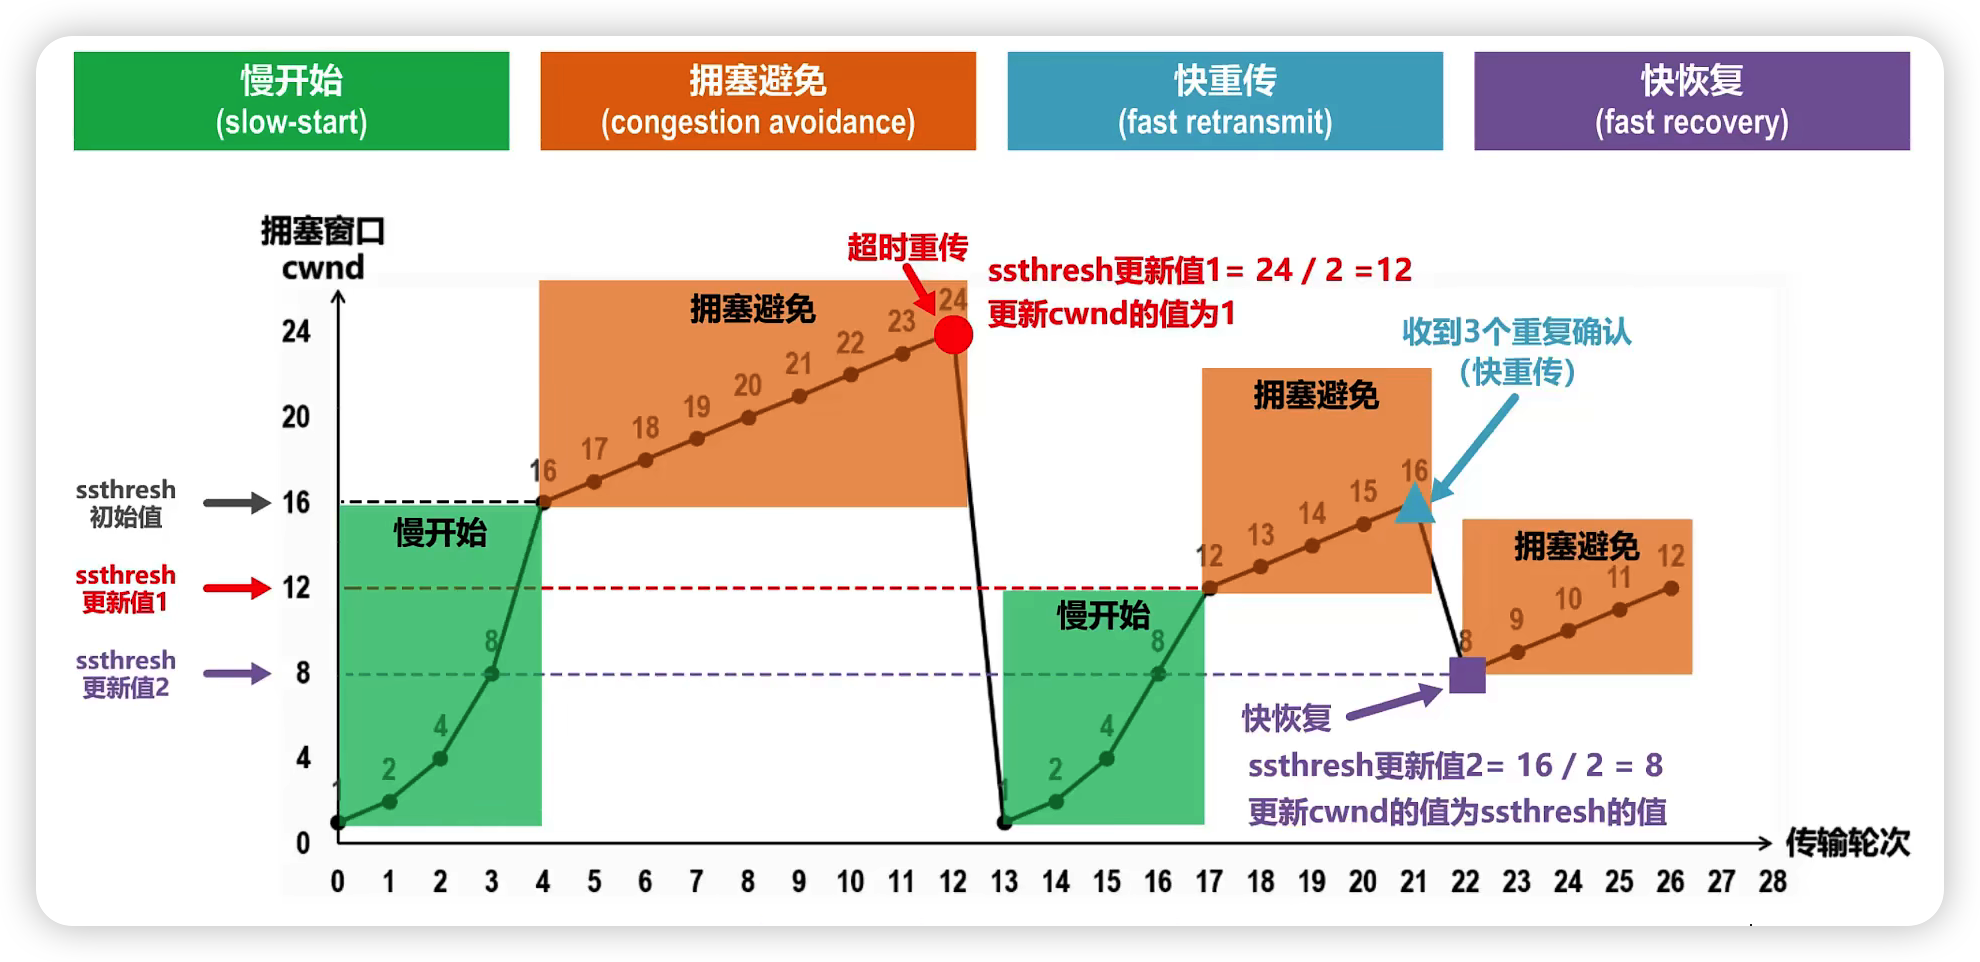 慢开始
(slow-start)
拥塞避免
(congestion avoidance)
快重传
(fast retransmit)
快恢复
(fast recovery)
拥塞窗口
cwnd
超时重传
ssthresh更新值1= 24 / 2 =12
更新cwnd的值为1
收到3个重复确认
（快重传）
拥塞避免
拥塞避免
拥塞避免
慢开始
慢开始
24
20
16
12
8
4
0
ssthresh
初始值
ssthresh
更新值1
ssthresh
更新值2
1
2
4
8
16
17
18
19
20
21
22
23
24
1
2
4
8
12
13
14
15
16
8
9
10
11
12
快恢复
ssthresh更新值2= 16 / 2 = 8
更新cwnd的值为ssthresh的值
传输轮次
0 1 2 3 4 5 6 7 8 9 10 11 12 13 14 15 16 17 18 19 20 21 22 23 24 25 26 27 28